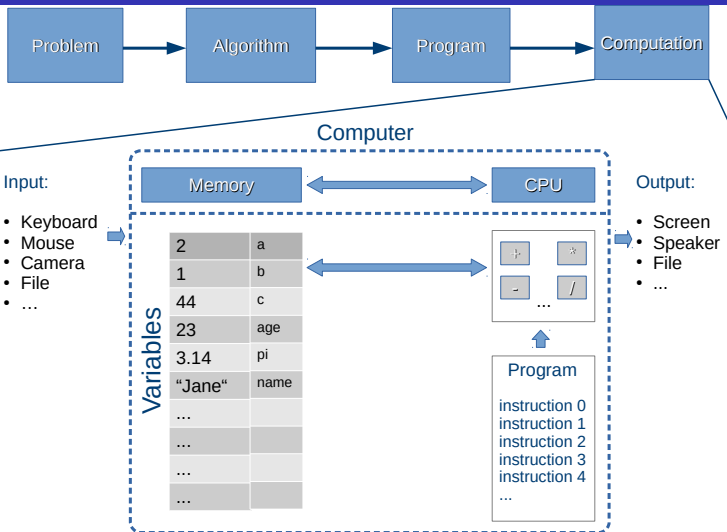 Problem
Algorithm
Program
Computation
Computer
Input:
• Keyboard
• Mouse
• Camera
• File
• ...
Memory
CPU
Output:
• Screen
• Speaker
• File
• ...
Variables
2 a
1 b
44 c
23 age
3.14 pi
“Jane“ name
...
...
...
...
+ *
- /
...
Program
instruction 0
instruction 1
instruction 2
instruction 3
instruction 4
...